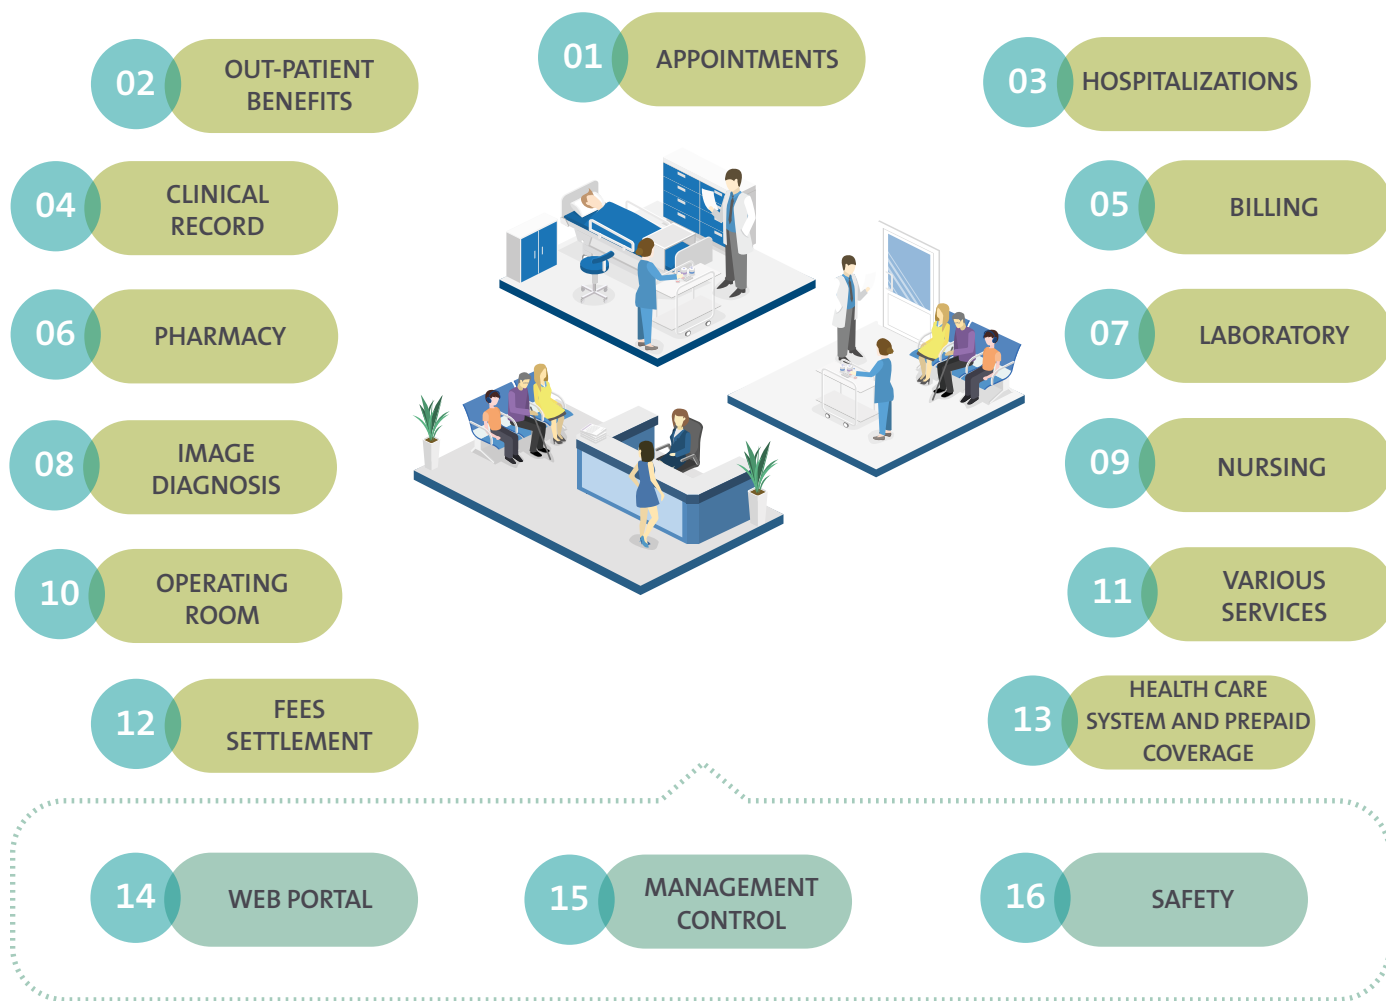 01
APPOINTMENTS
02
OUT-PATIENT
BENEFITS
03
HOSPITALIZATIONS
04
CLINICAL
RECORD
05
BILLING
06
PHARMACY
07
LABORATORY
08
IMAGE
DIAGNOSIS
09
NURSING
10
OPERATING
ROOM
11
VARIOUS
SERVICES
12
FEES
SETTLEMENT
13
HEALTH CARE
SYSTEM AND PREPAID
COVERAGE
14
WEB PORTAL
15
MANAGEMENT
CONTROL
16
SAFETY